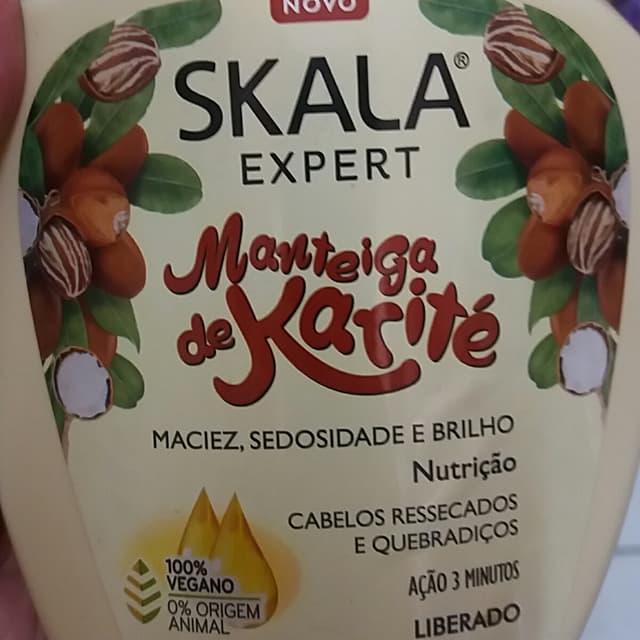 NOVO
SKALA®
EXPERT
Manteiga
de Karité
MACIEZ, SEDOSIDADE E BRILHO
Nutrição
CABELOS RESSECADOS
E QUEBRADIÇOS
100%
VEGANO
0% ORIGEM
ANIMAL
AÇÃO 3 MINUTOS
LIBERADO